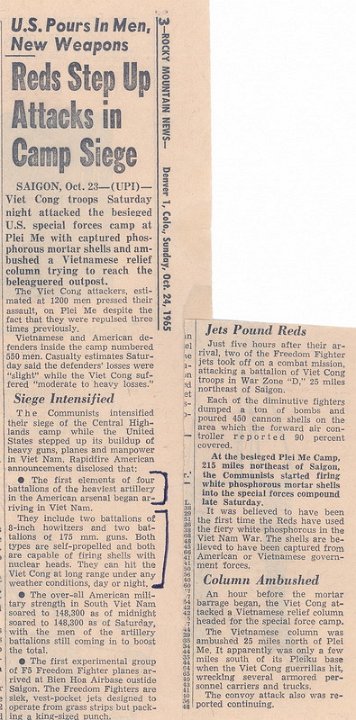 U.S. Pours In Men,
New Weapons
Reds Step Up
Attacks in
Camp Siege
SAIGON, Oct. 23—(UPI)—
Viet Cong troops Saturday
night attacked the besieged
U.S. special forces camp at
Plei Me with captured phos-
phorous mortar shells and am-
bushed a Vietnamese relief
column trying to reach the
beleaguered outpost.
The Viet Cong attackers, esti-
mated at 1200 men pressed their
assault, on Plei Me despite the
fact that they were repulsed three
times previously.
Vietnamese and American de-
fenders inside the camp numbered
550 men. Casualty estimates Satur-
day said the defenders' losses were
"slight" while the Viet Cong suf-
fered "moderate to heavy losses."
Siege Intensified
The Communists intensified
their siege of the Central High-
lands camp while the United
States stepped up its buildup of
heavy guns, planes and manpower
in Viet Nam. Rapidfire American
announcements disclosed that:
● The first elements of four
battalions of the heaviest artillery
in the American arsenal began ar-
riving in Viet Nam.
They include two battalions of
8-inch howitzers and two bat-
talions of 175 mm. guns. Both
types are self-propelled and both
are capable of firing shells with
nuclear heads. They can hit the
Viet Cong at long range under any
weather conditions, day or night.
● The over-all American mili-
tary strength in South Viet Nam
soared to 148,300 as of midnight
soared to 148,300 as of Saturday,
with the men of the artillery
battalions still coming in to boost
the total.
● The first experimental group
of F5 Freedom Fighter planes ar-
rived at Bien Hoa Airbase oustide
Saigon. The Freedom Fighters are
sleek, vest-pocket jets designed to
operate from grass strips but pack-
ing a king-sized punch.
3—ROCKY MOUNTAIN NEWS— Denver 1, Colo., Sunday, Oct. 24, 1965
Jets Pound Reds
Just five hours after their ar-
rival, two of the Freedom Fighter
jets took off on a combat mission,
attacking a battalion of Viet Cong
troops in War Zone "D," 25 miles
northeast of Saigon.
Each of the diminutive fighters
dumped a ton of bombs and
poured 450 cannon shells on the
area which the forward air con-
troller reported 90 percent
covered.
At the besieged Plei Me Camp,
215 miles northeast of Saigon,
the Communists started firing
white phosphorous mortar shells
into the special forces compound
late Saturday.
It was believed to have been
the first time the Reds have used
the fiery white phosphorous in the
Viet Nam War. The shells are be-
lieved to have been captured from
American or Vietnamese govern-
ment forces.
Column Ambushed
An hour before the mortar
barrage began, the Viet Cong at-
tacked a Vietnamese relief column
headed for the special force camp.
The Vietnamese column was
ambushed 25 miles north of Plei
Me. It apparently was only a few
miles south of its Pleiku base
when the Viet Cong guerrillas hit,
wrecking several armored per-
sonnel carriers and trucks.
The convoy attack also was re-
ported continuing.